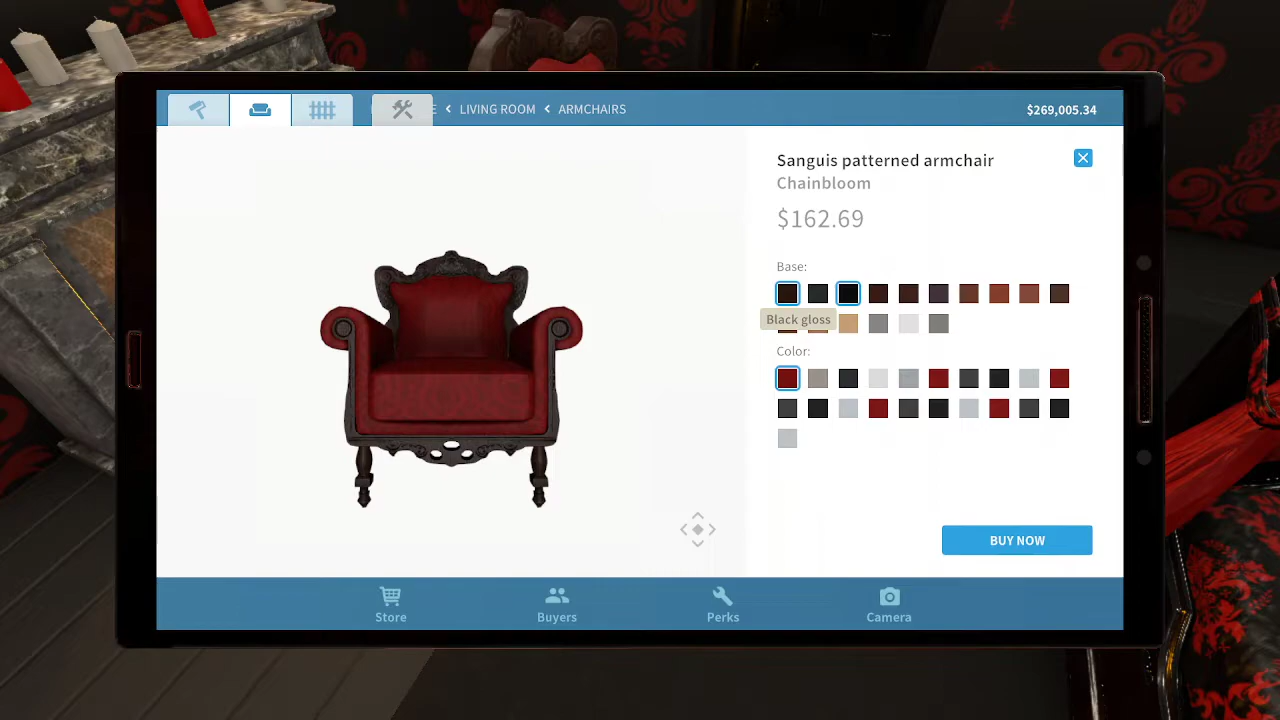 E < LIVING ROOM < ARMCHAIRS
$269,005.34
Sanguis patterned armchair
Chainbloom
$162.69
Base:
Black gloss
Color:
BUY NOW
Store
Buyers
Perks
Camera